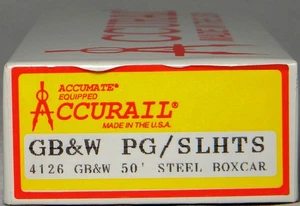 ACCUMATE®
EQUIPPED
ACCURAIL®
MADE IN THE U.S.A.
GB&W PG/SLHTS
4126 GB&W 50' STEEL BOXCAR